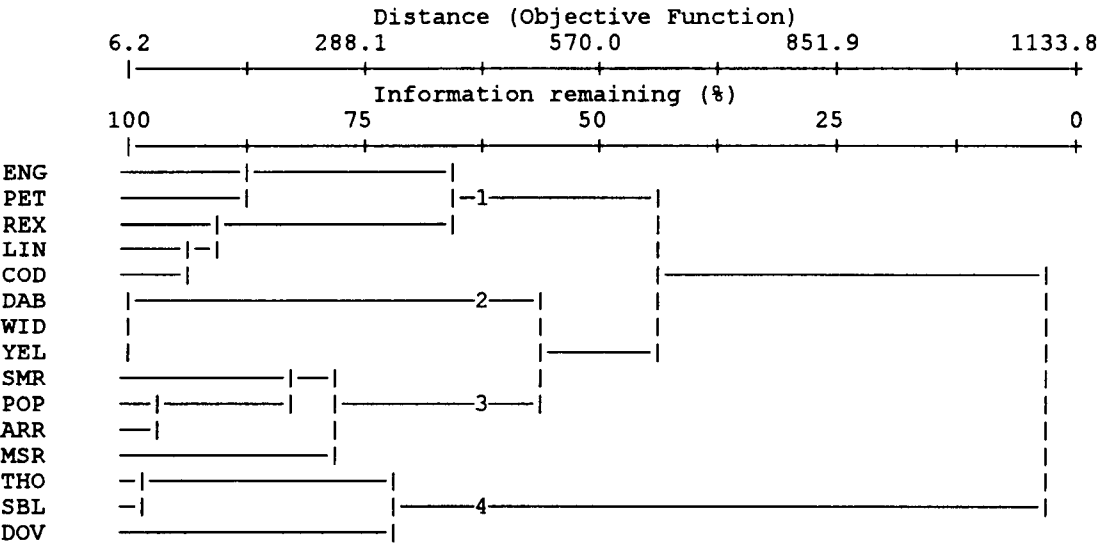 Distance (Objective Function)
6.2 288.1 570.0 851.9 1133.8
Information remaining (%)
100 75 50 25 0
ENG
PET 1
REX
LIN
COD
DAB 2
WID
YEL
SMR
POP 3
ARR
MSR
THO
SBL 4
DOV